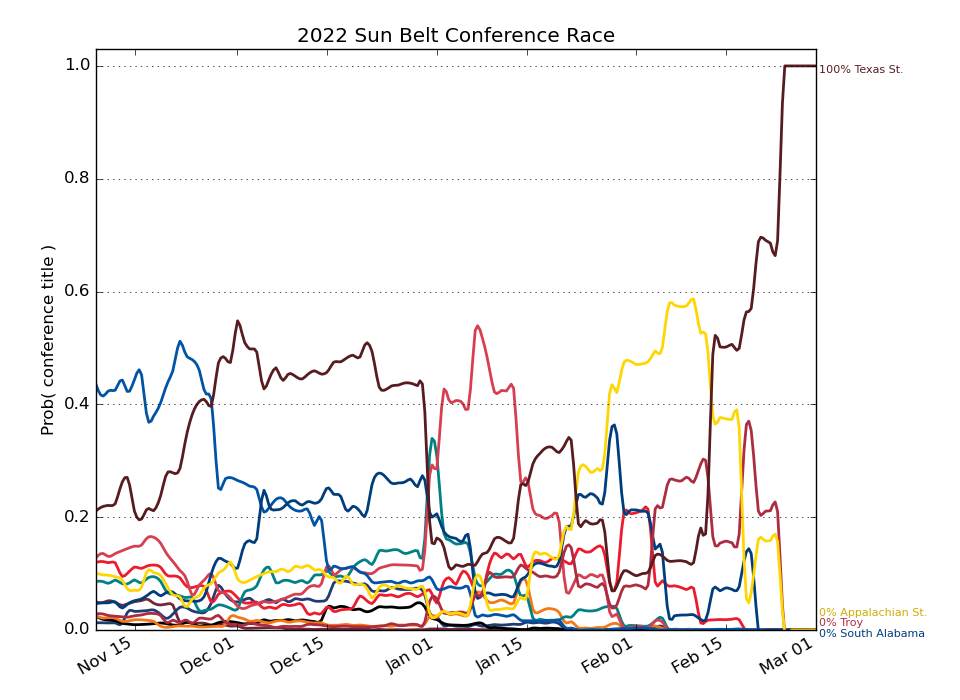 2022 Sun Belt Conference Race
Prob( conference title )
1.0
0.8
0.6
0.4
0.2
0.0
Nov 15
Dec 01
Dec 15
Jan 01
Jan 15
Feb 01
Feb 15
Mar 01
100% Texas St.
0% Appalachian St.
0% Troy
0% South Alabama